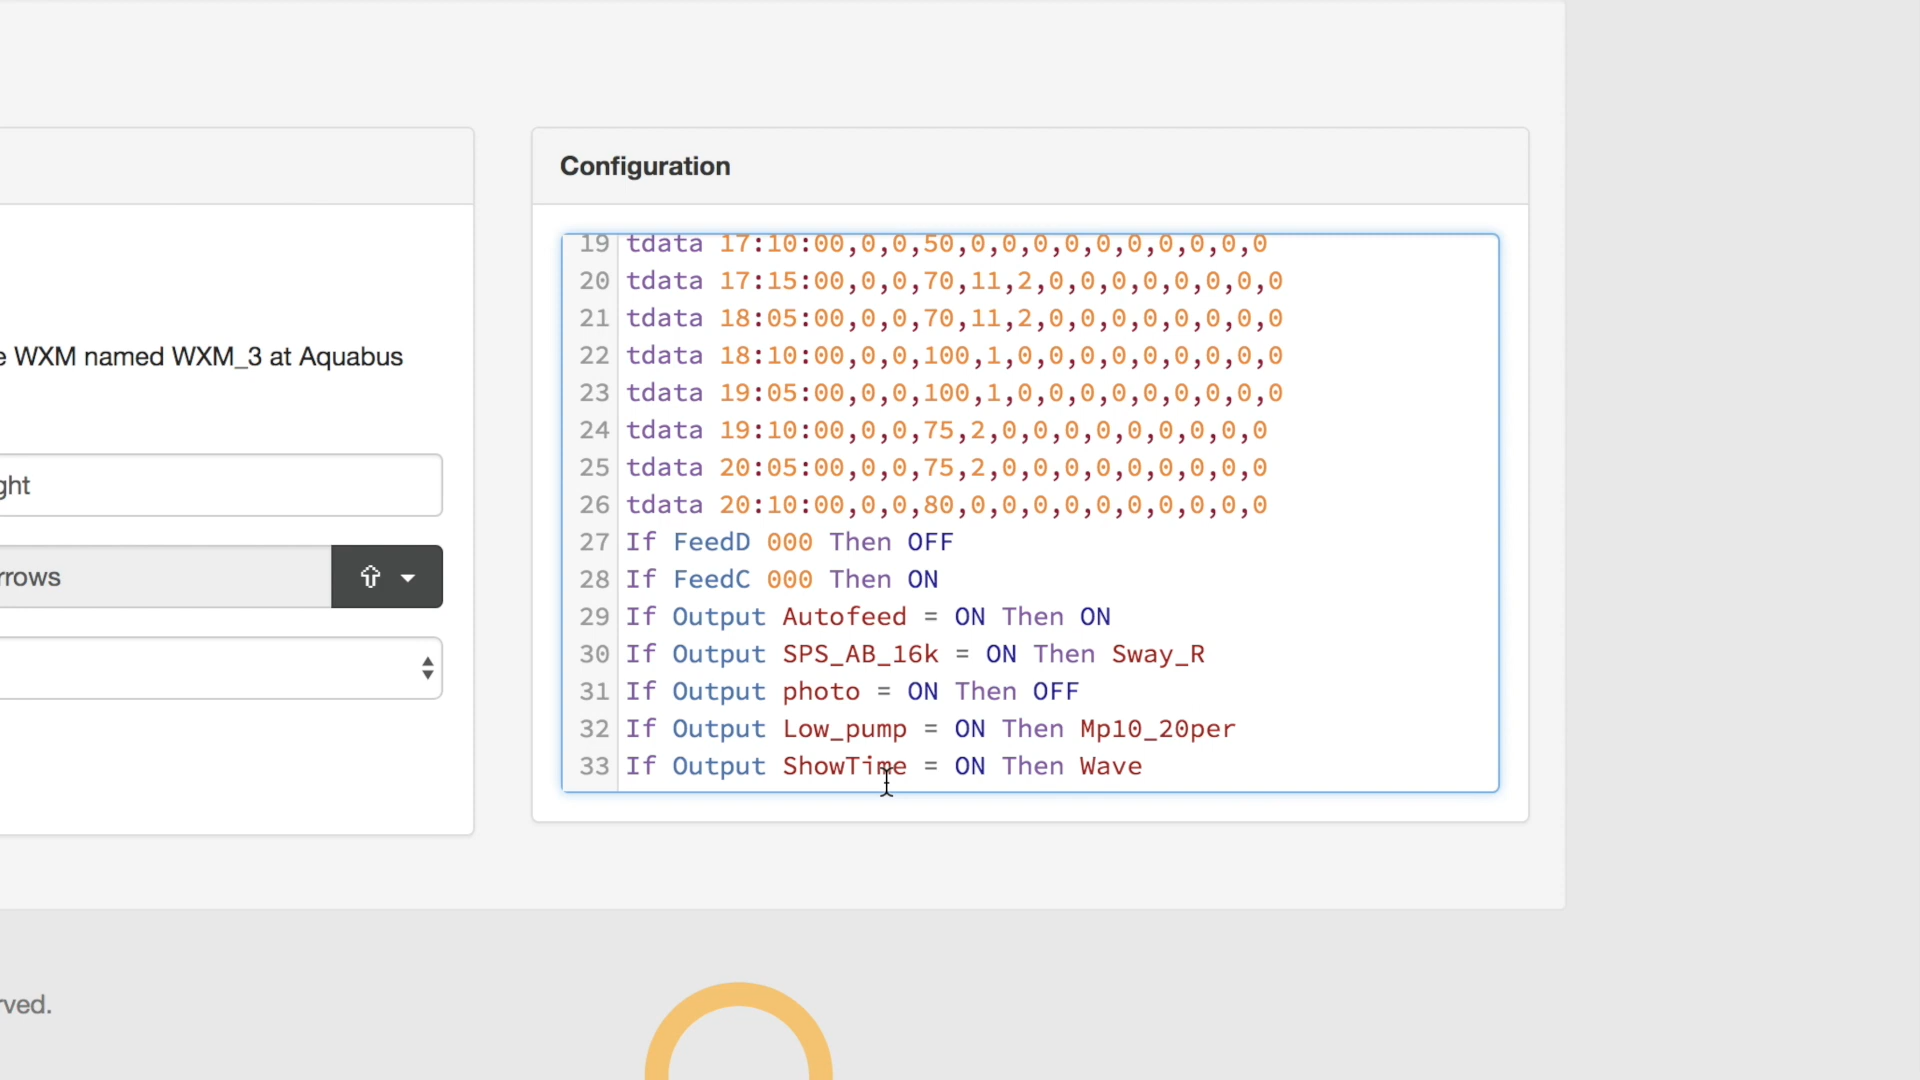 Configuration
19 tdata 17:10:00,0,0,50,0,0,0,0,0,0,0,0,0,0
20 tdata 17:15:00,0,0,70,11,2,0,0,0,0,0,0,0,0
21 tdata 18:05:00,0,0,70,11,2,0,0,0,0,0,0,0,0
22 tdata 18:10:00,0,0,100,1,0,0,0,0,0,0,0,0,0
23 tdata 19:05:00,0,0,100,1,0,0,0,0,0,0,0,0,0
24 tdata 19:10:00,0,0,75,2,0,0,0,0,0,0,0,0,0
25 tdata 20:05:00,0,0,75,2,0,0,0,0,0,0,0,0,0
26 tdata 20:10:00,0,0,80,0,0,0,0,0,0,0,0,0,0
27 If FeedD 000 Then OFF
28 If FeedC 000 Then ON
29 If Output Autofeed = ON Then ON
30 If Output SPS_AB_16k = ON Then Sway_R
31 If Output photo = ON Then OFF
32 If Output Low_pump = ON Then Mp10_20per
33 If Output ShowTime = ON Then Wave
e WXM named WXM_3 at Aquabus
ght
rrows
rved.